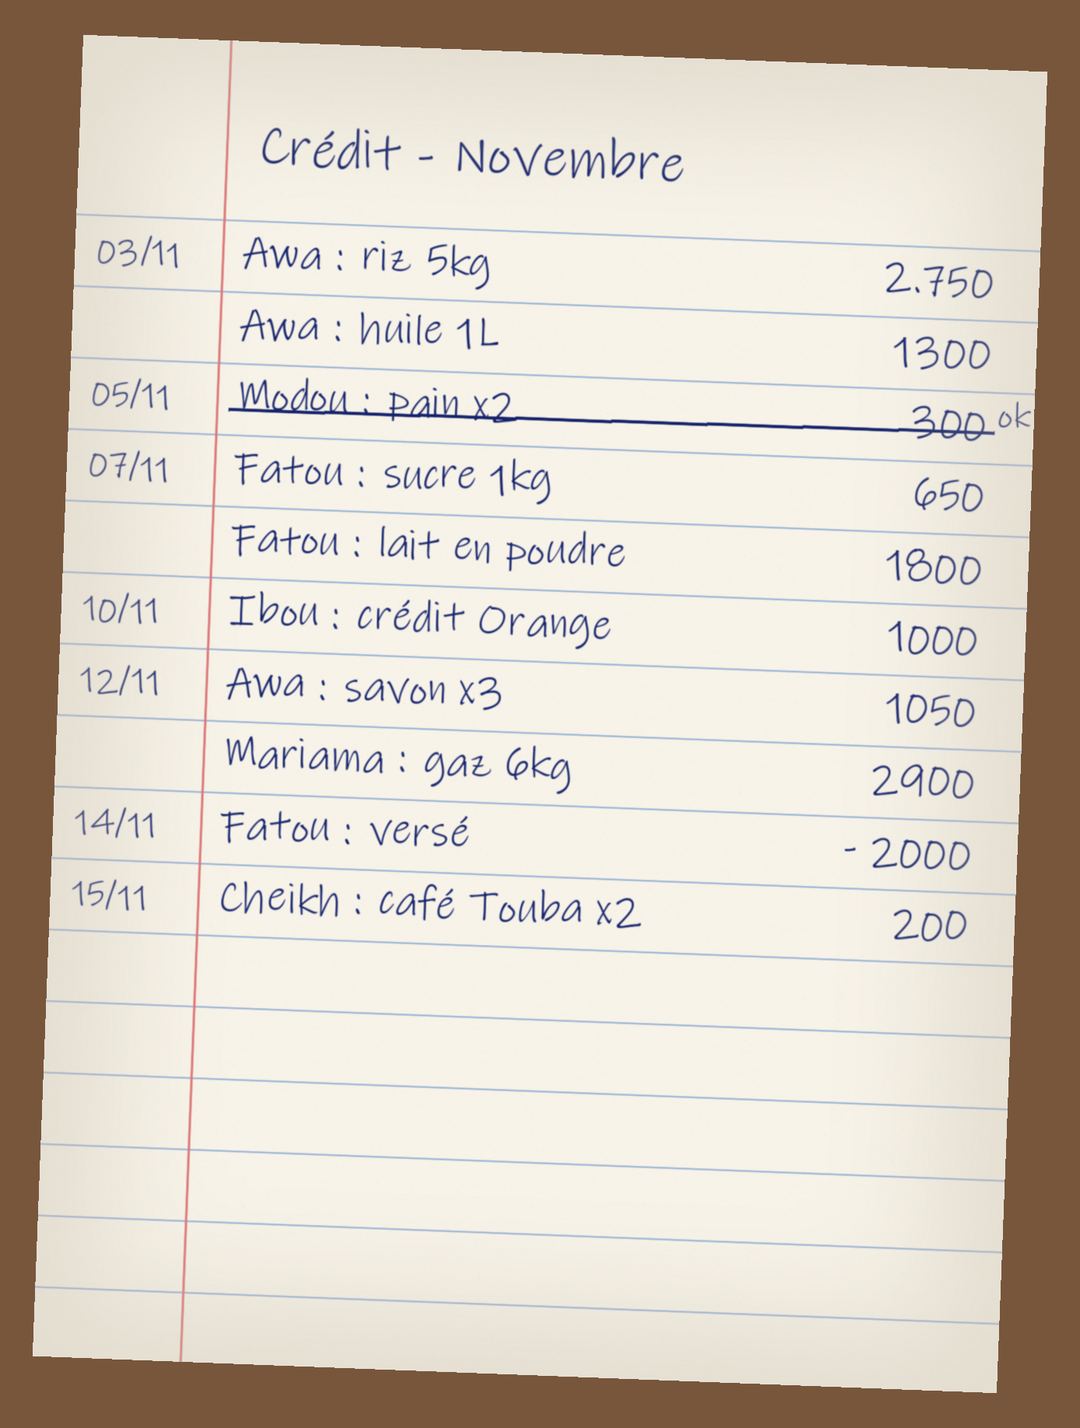 Crédit - Novembre
03/11 Awa : riz 5kg 2.750
Awa : huile 1L 1300
05/11 Modou : pain x2 300 ok
07/11 Fatou : sucre 1kg 650
Fatou : lait en poudre 1800
10/11 Ibou : crédit Orange 1000
12/11 Awa : savon x3 1050
Mariama : gaz 6kg 2900
14/11 Fatou : versé - 2000
15/11 Cheikh : café Touba x2 200